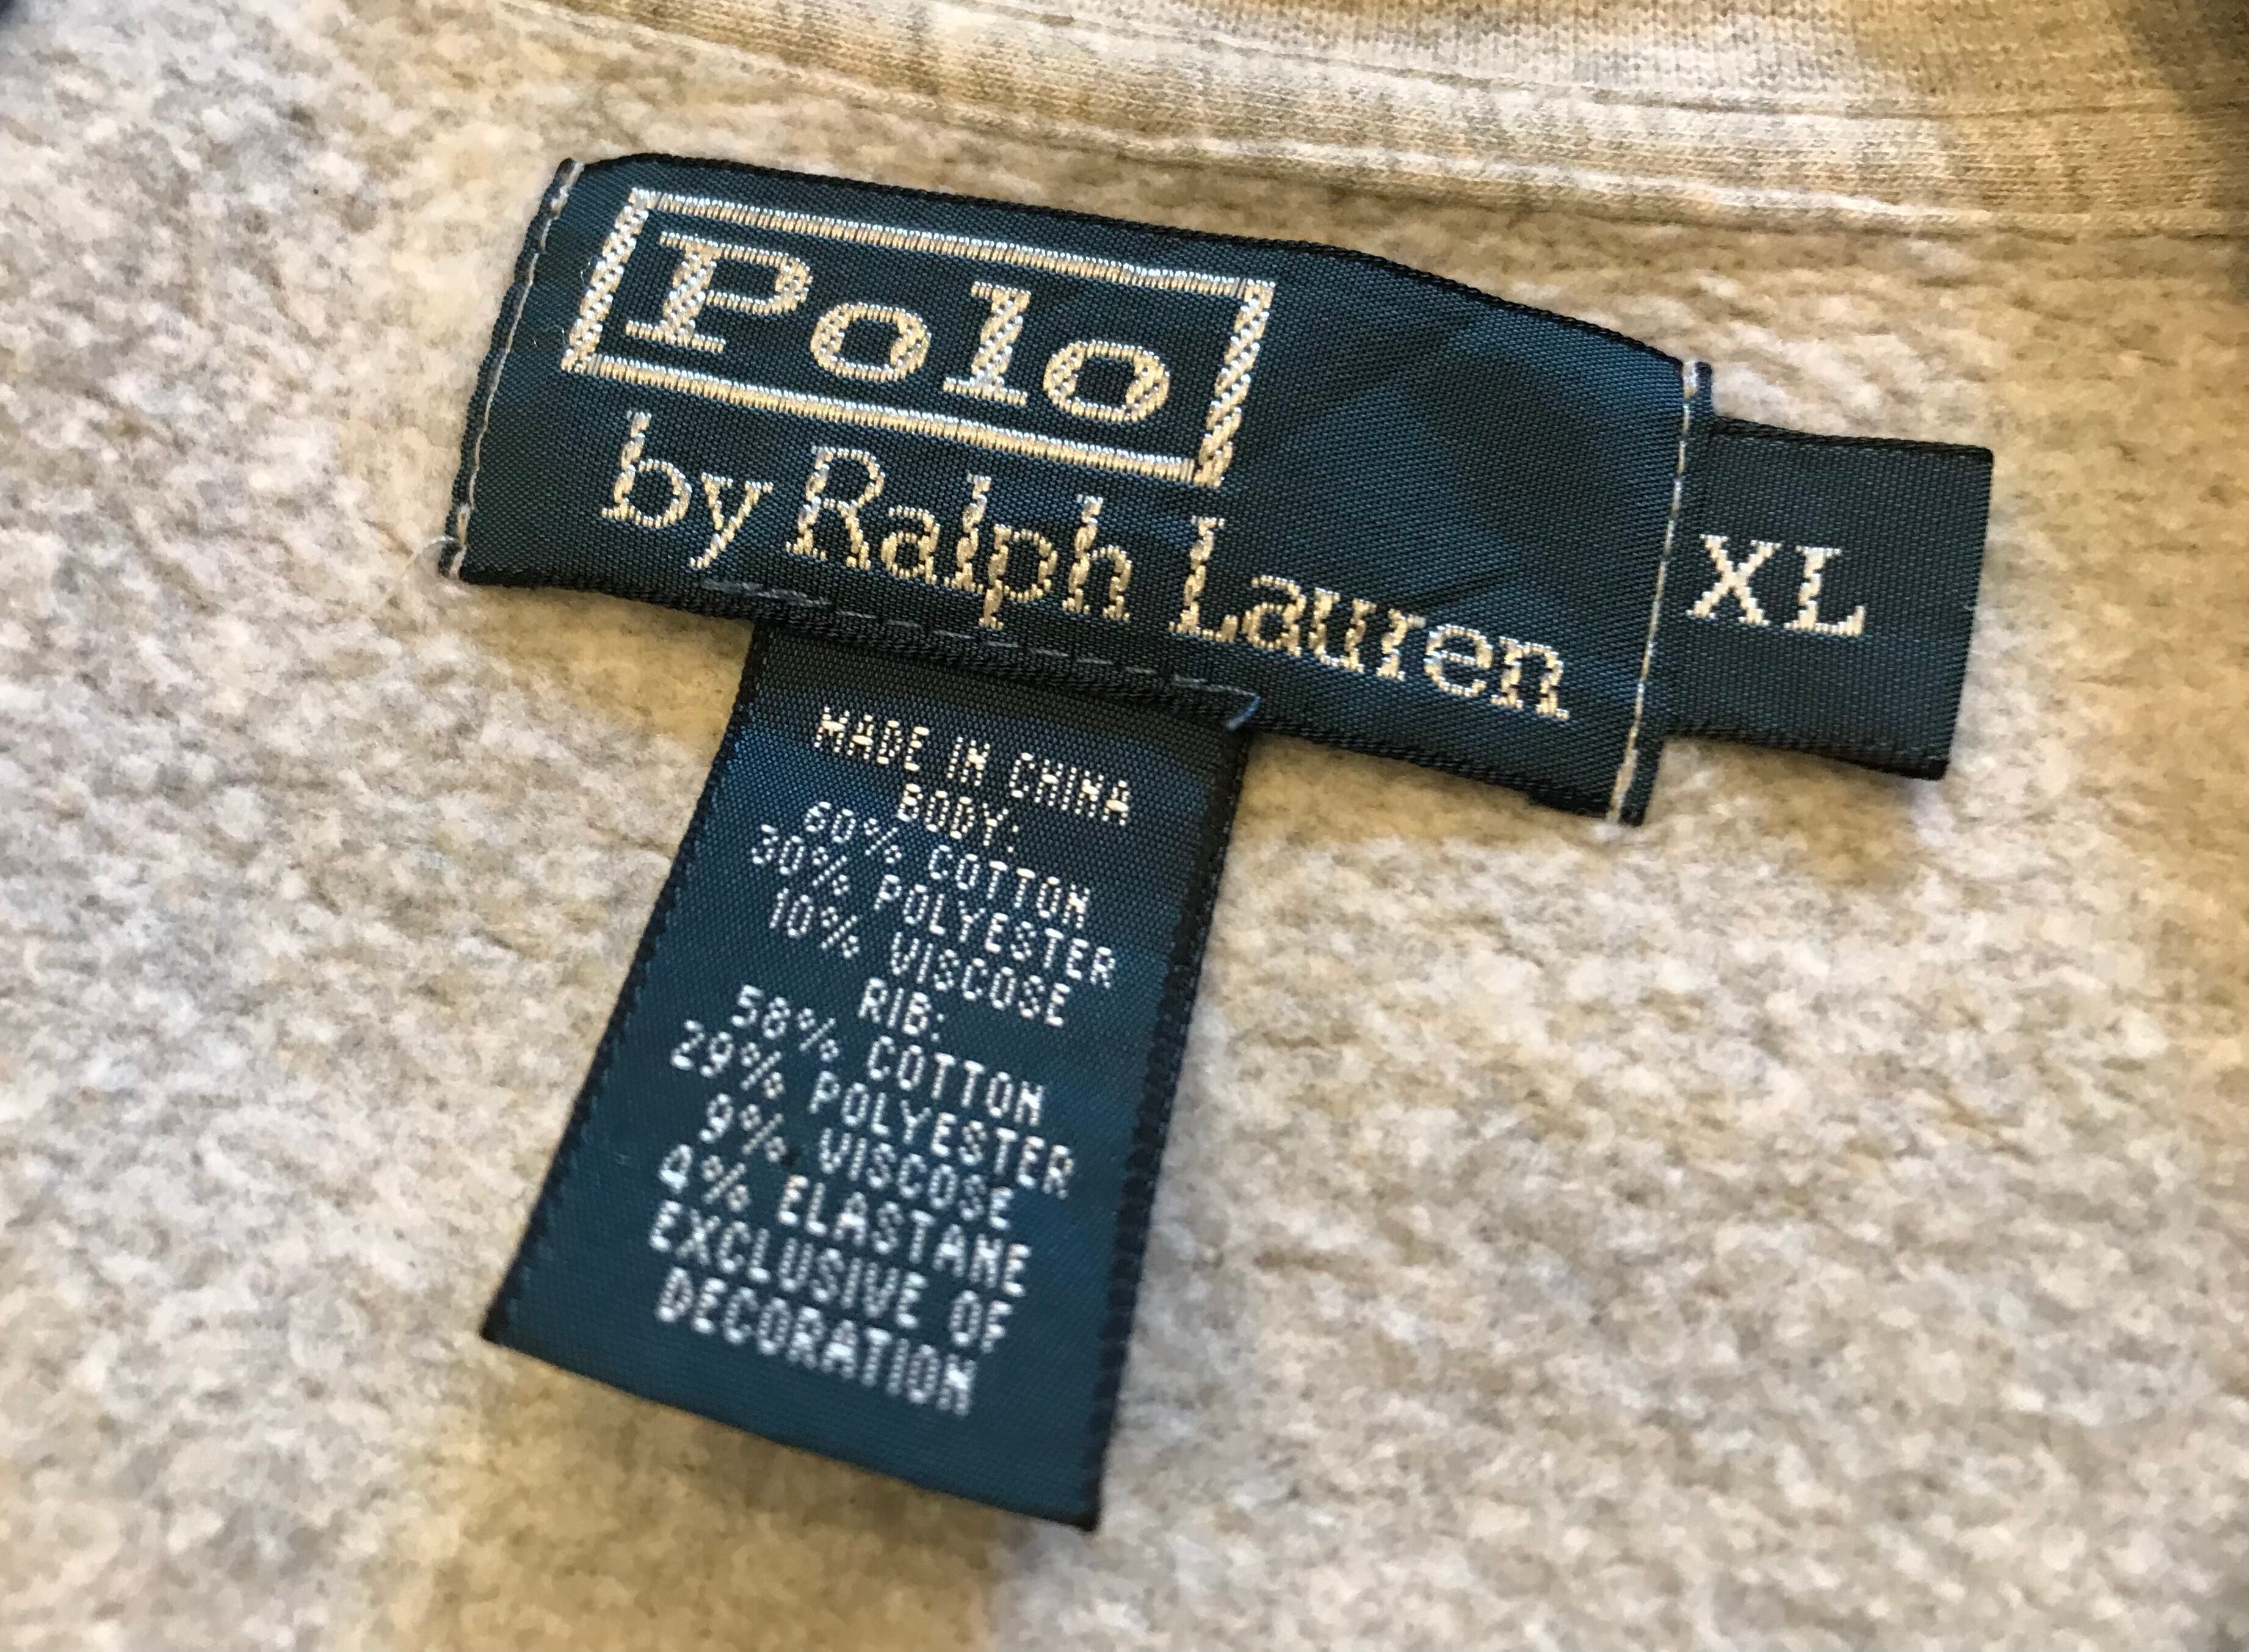 Polo
by Ralph Lauren
XL
MADE IN CHINA
BODY:
60% COTTON
30% POLYESTER
10% VISCOSE
RIB:
58% COTTON
29% POLYESTER
9% VISCOSE
4% ELASTANE
EXCLUSIVE OF
DECORATION